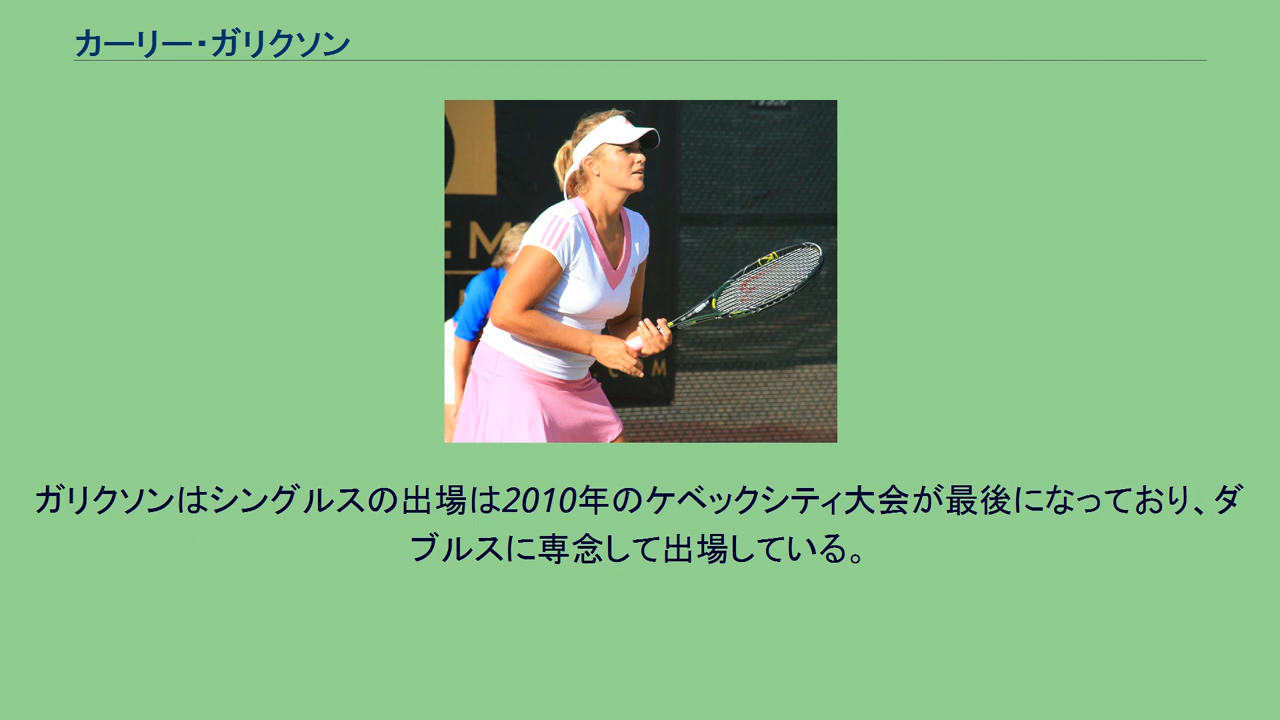 カーリー・ガリクソン
EM
.COM
ガリクソンはシングルスの出場は2010年のケベックシティ大会が最後になっており、ダ
ブルスに専念して出場している。